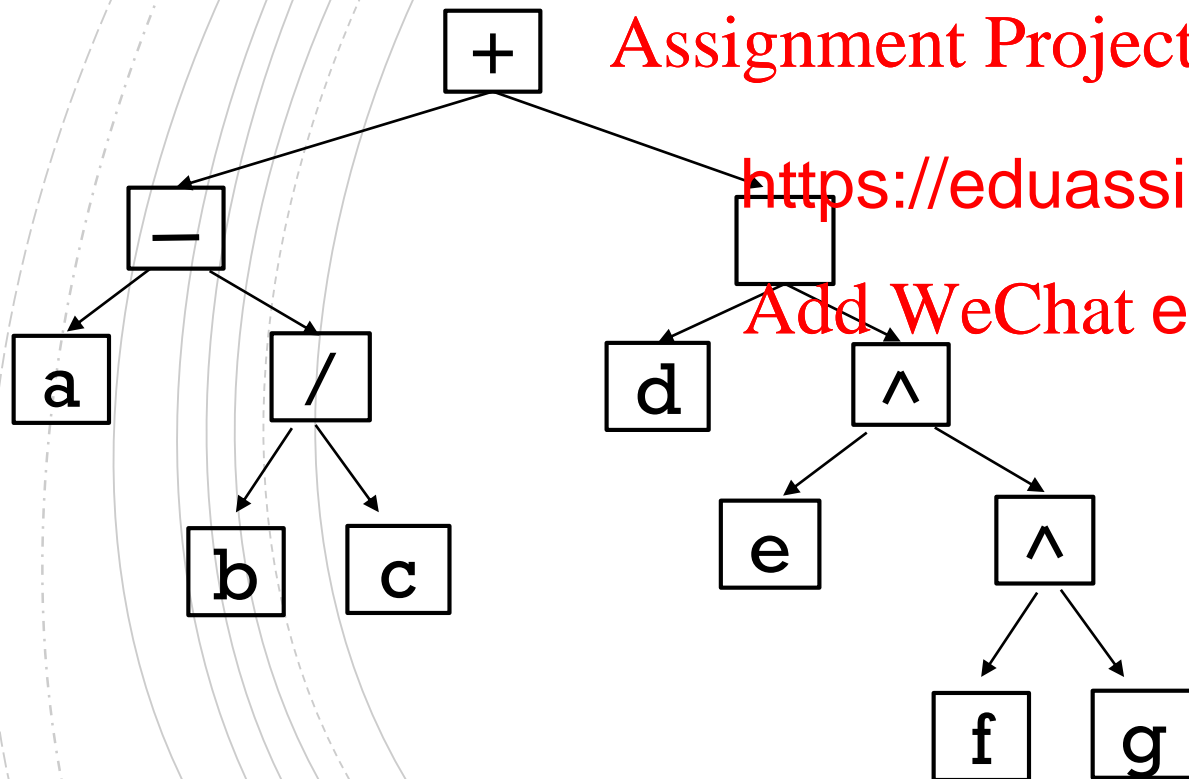 +
Assignment Project
https://eduassi
–
Add WeChat e
a
/
d
^
e
^
b
c
f
g